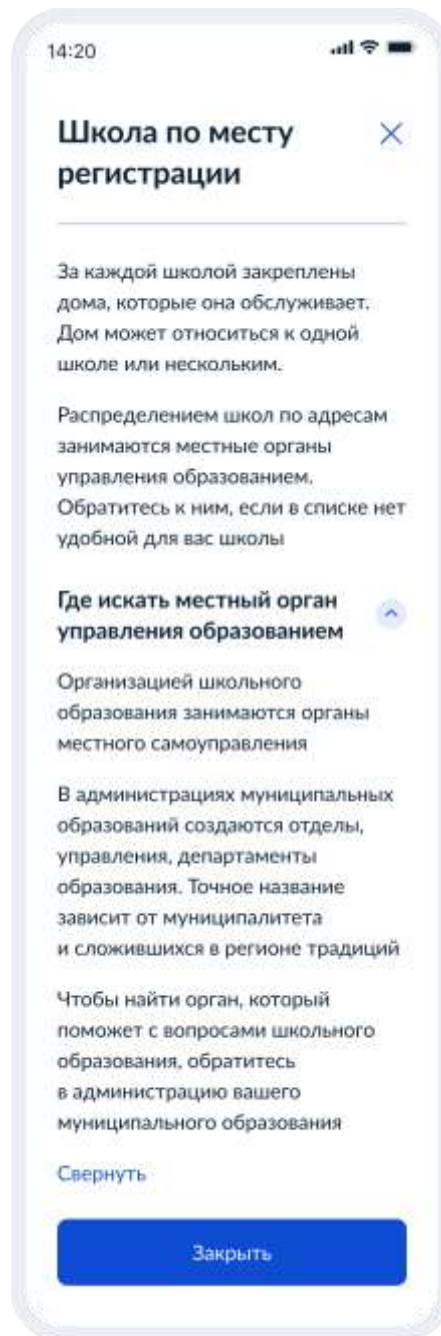 14:20
Школа по месту
регистрации
За каждой школой закреплены
дома, которые она обслуживает.
Дом может относиться к одной
школе или нескольким.
Распределением школ по адресам
занимаются местные органы
управления образованием.
Обратитесь к ним, если в списке нет
удобной для вас школы
Где искать местный орган
управления образованием
Организацией школьного
образования занимаются органы
местного самоуправления
В администрациях муниципальных
образований создаются отделы,
управления, департаменты
образования. Точное название
зависит от муниципалитета
и сложившихся в регионе традиций
Чтобы найти орган, который
поможет с вопросами школьного
образования, обратитесь
в администрацию вашего
муниципального образования
Свернуть
Закрыть